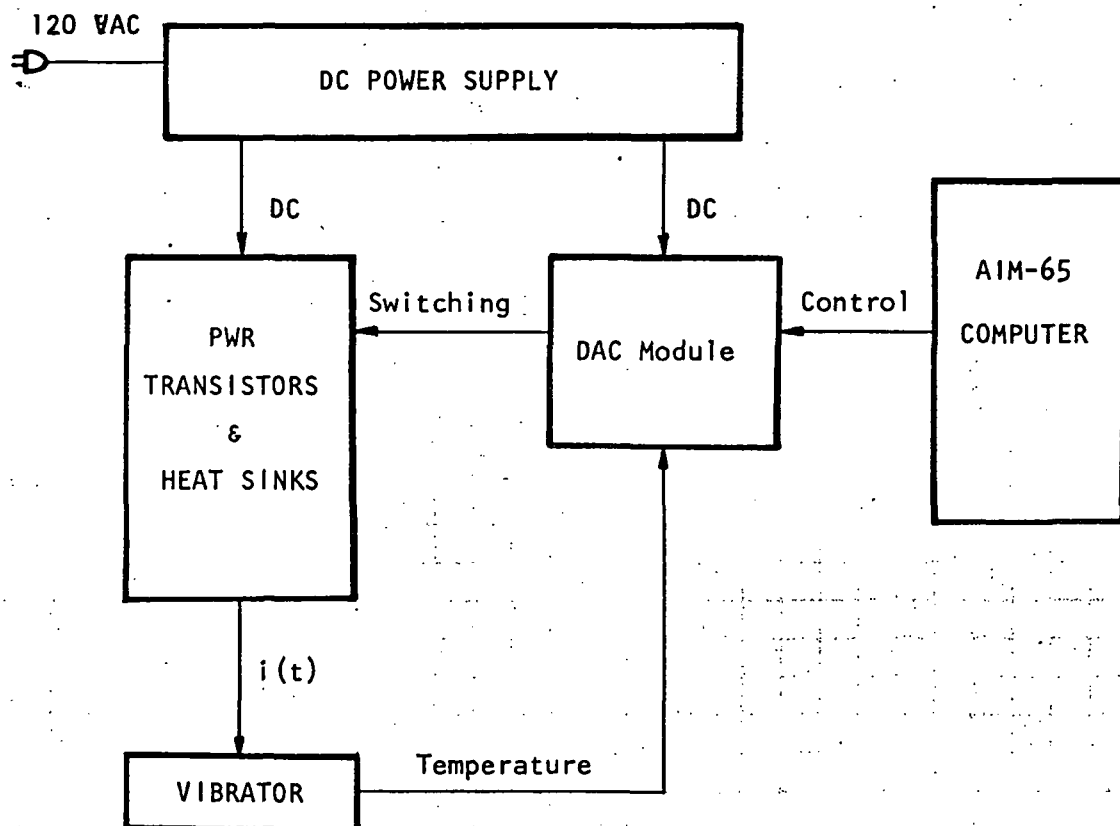 120 VAC
DC POWER SUPPLY
DC
DC
AIM-65
COMPUTER
Switching
Control
PWR
TRANSISTORS
&
HEAT SINKS
DAC Module
i(t)
Temperature
VIBRATOR